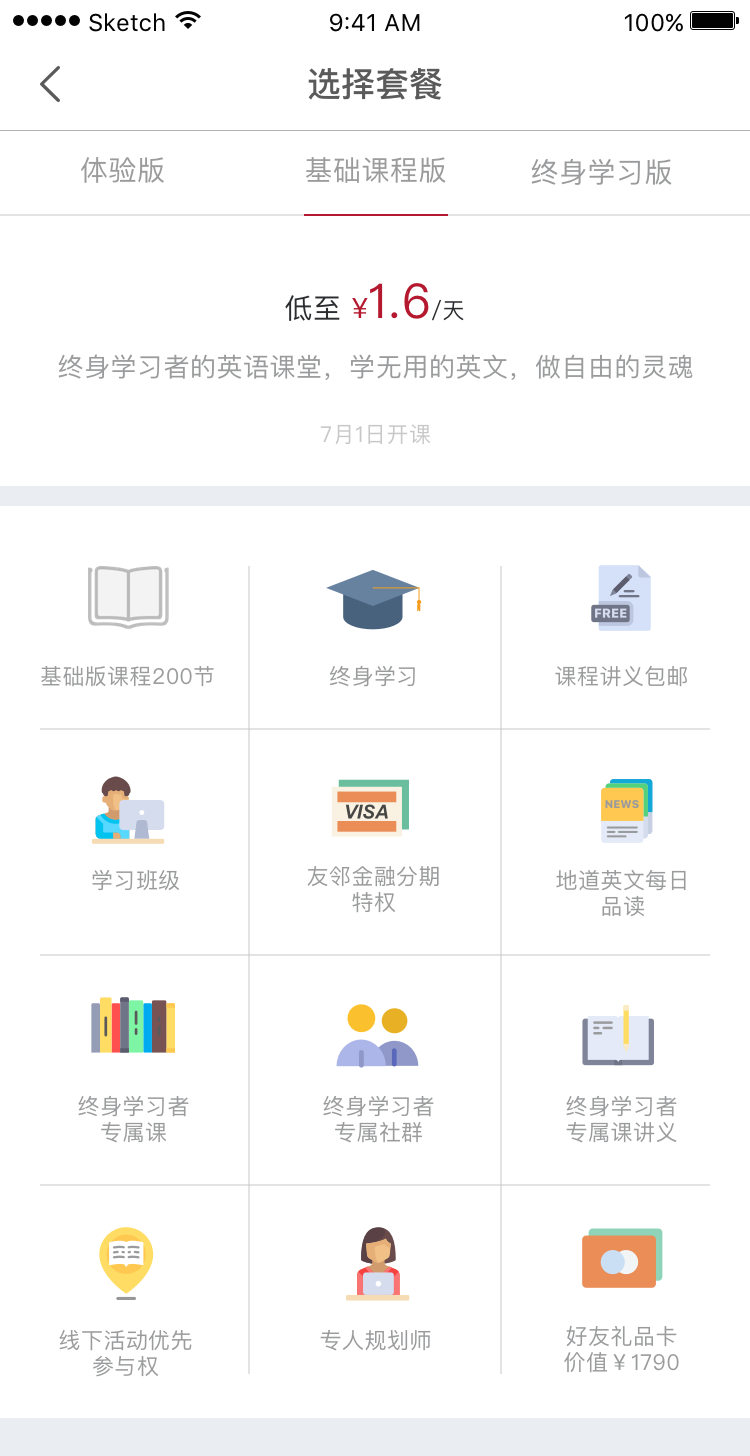 Sketch 9:41 AM 100%
选择套餐
体验版 基础课程版 终身学习版
低至 ¥1.6/天
终身学习者的英语课堂，学无用的英文，做自由的灵魂
7月1日开课
FREE
基础版课程200节 终身学习 课程讲义包邮
VISA NEWS
学习班级
友邻金融分期
特权
地道英文每日
品读
终身学习者
专属课
终身学习者
专属社群
终身学习者
专属课讲义
线下活动优先
参与权
专人规划师
好友礼品卡
价值￥1790